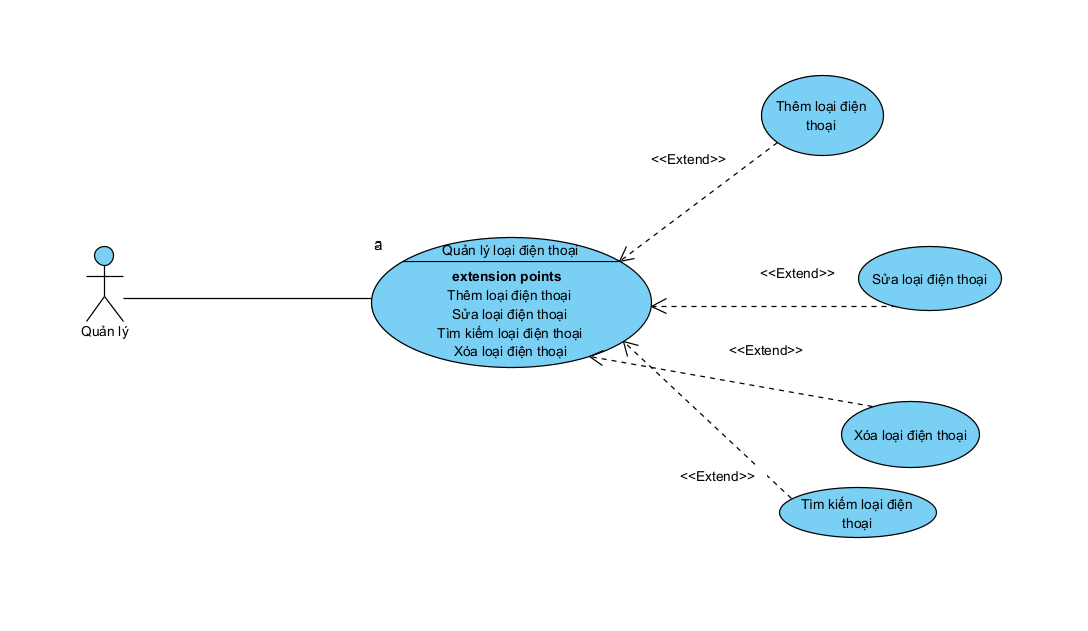 Thêm loại điện
thoại
<<Extend>>
Quản lý loại điện thoại
extension points
Thêm loại điện thoại
Sửa loại điện thoại
Tìm kiếm loại điện thoại
Xóa loại điện thoại
Quản lý
<<Extend>>
Sửa loại điện thoại
<<Extend>>
Xóa loại điện thoại
<<Extend>>
Tìm kiếm loại điện
thoại